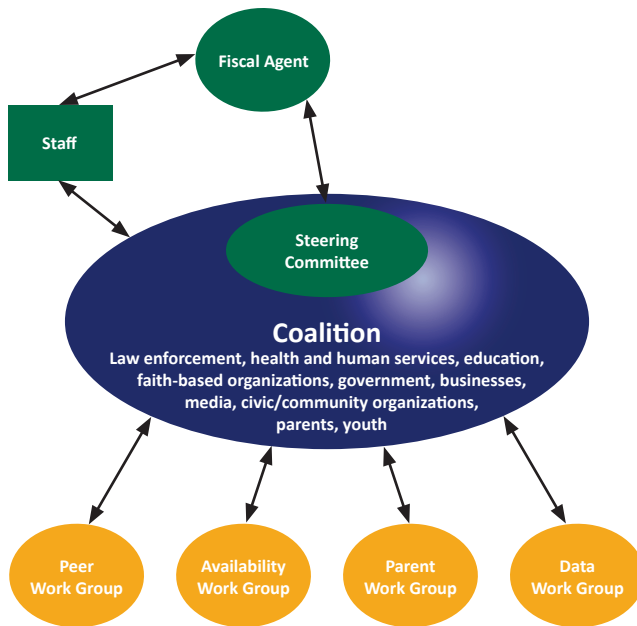 Fiscal Agent
Staff
Steering
Committee
Coalition
Law enforcement, health and human services, education,
faith-based organizations, government, businesses,
media, civic/community organizations,
parents, youth
Peer
Work Group
Availability
Work Group
Parent
Work Group
Data
Work Group